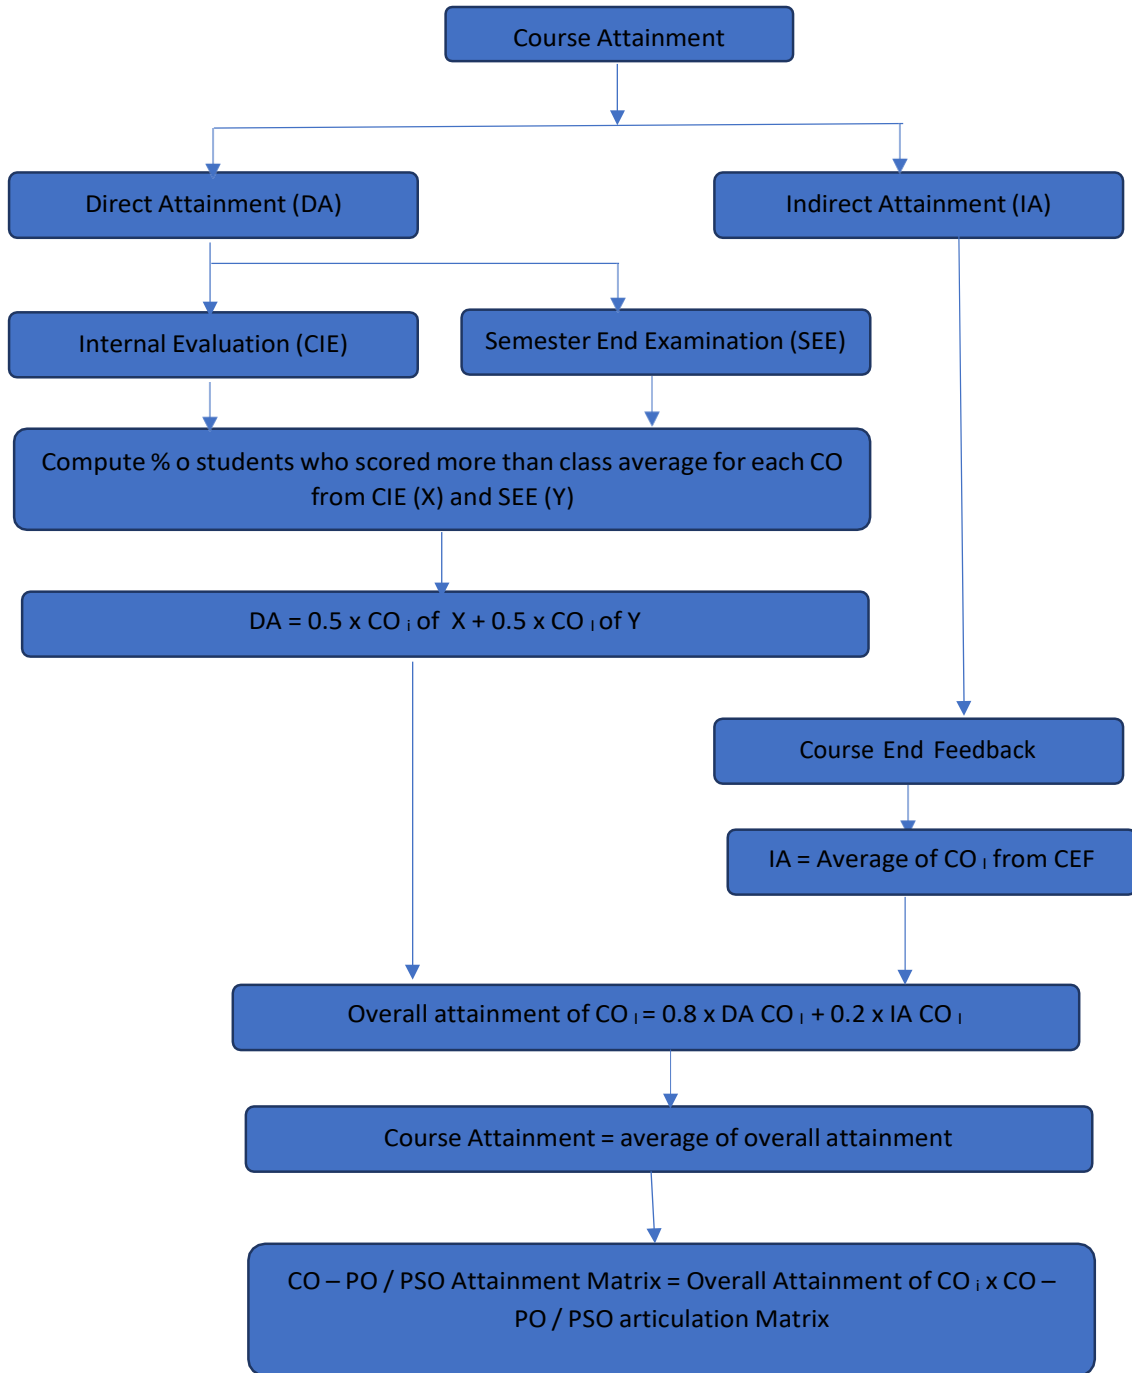 Course Attainment
Direct Attainment (DA)
Indirect Attainment (IA)
Internal Evaluation (CIE)
Semester End Examination (SEE)
Compute % o students who scored more than class average for each CO
from CIE (X) and SEE (Y)
DA = 0.5 x CO i of X + 0.5 x CO I of Y
Course End Feedback
IA = Average of CO I from CEF
Overall attainment of CO I = 0.8 x DA CO I + 0.2 x IA CO I
Course Attainment = average of overall attainment
CO – PO / PSO Attainment Matrix = Overall Attainment of CO i x CO –
PO / PSO articulation Matrix